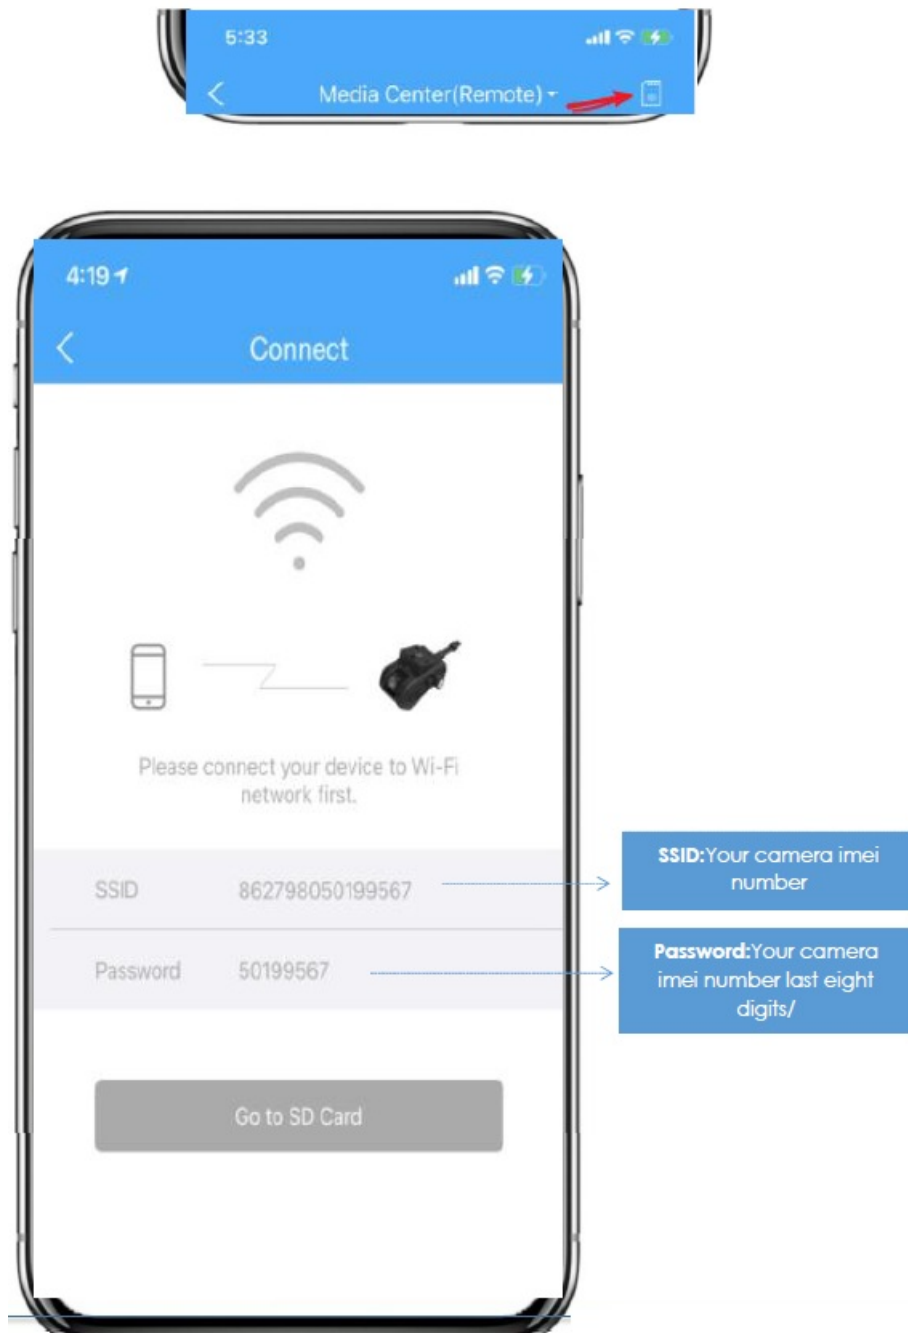 5:33
Media Center(Remote)
4:19
Connect
Please connect your device to Wi-Fi
network first.
SSID 862798050199567
SSID:Your camera imei
number
Password 50199567
Password:Your camera
imei number last eight
digits/
Go to SD Card